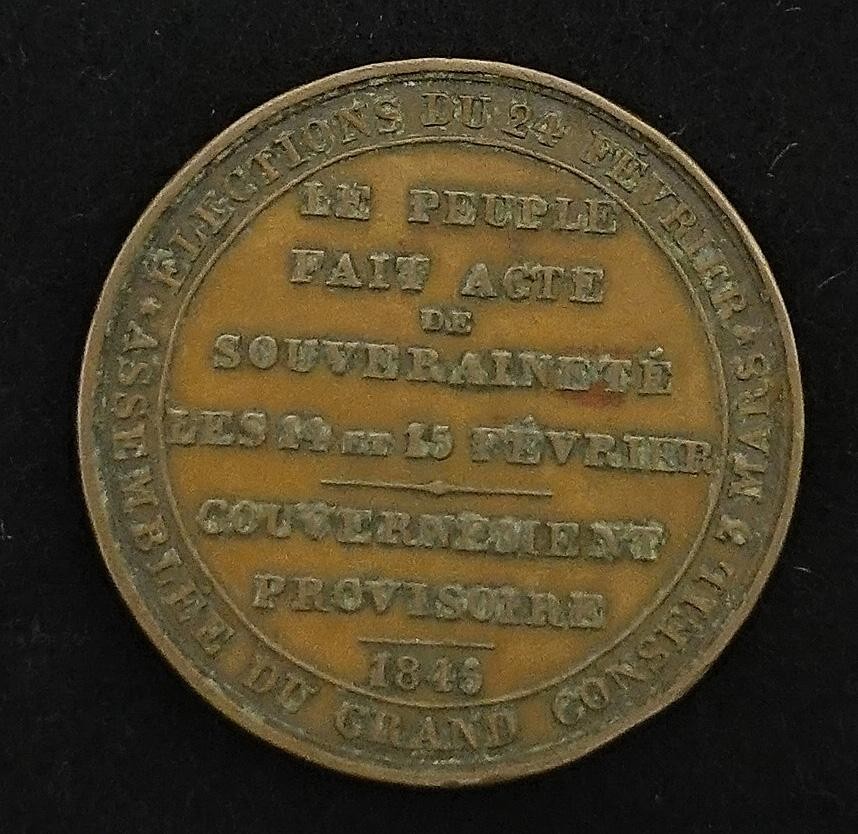 ÉLECTIONS DU 24 FÉVRIER
ASSEMBLÉE DU GRAND CONSEIL 3 MARS
LE PEUPLE
FAIT ACTE
DE
SOUVERAINETÉ
LES 14 ET 15 FÉVRIER
GOUVERNEMENT
PROVISOIRE
1845